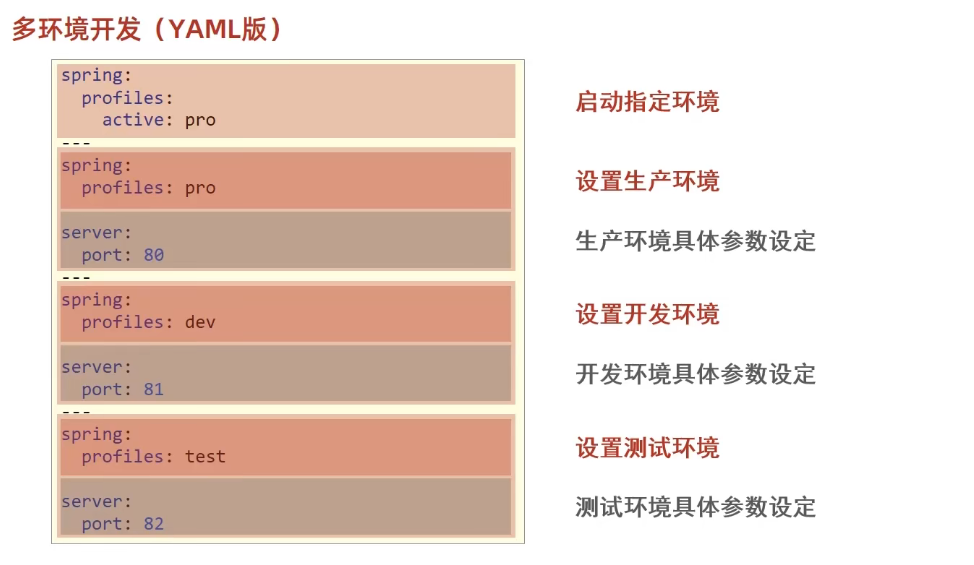 多环境开发（YAML版）
spring:
  profiles:
    active: pro
启动指定环境
---
spring:
  profiles: pro
设置生产环境
server:
  port: 80
生产环境具体参数设定
---
spring:
  profiles: dev
设置开发环境
server:
  port: 81
开发环境具体参数设定
---
spring:
  profiles: test
设置测试环境
server:
  port: 82
测试环境具体参数设定